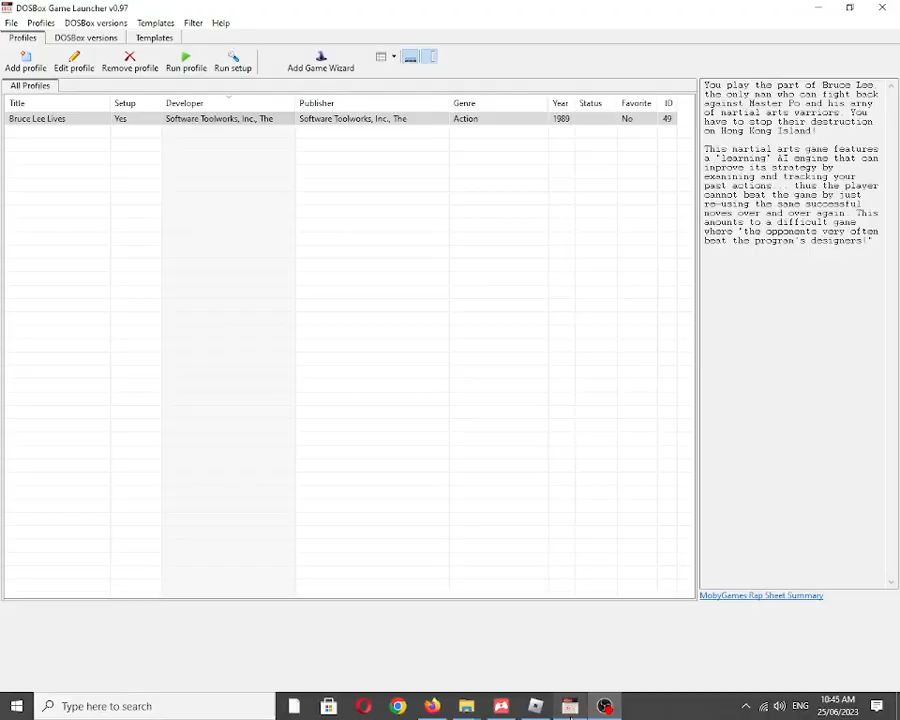 DOSBox Game Launcher v0.97
File Profiles DOSBox versions Templates Filter Help
Profiles DOSBox versions Templates
Add profile Edit profile Remove profile Run profile Run setup Add Game Wizard
All Profiles
Title Setup Developer Publisher Genre Year Status Favorite ID
Bruce Lee Lives Yes Software Toolworks, Inc., The Software Toolworks, Inc., The Action 1989 No 49
You play the part of Bruce Lee,
the only man who can fight back
against Master Po and his army
of martial arts warriors. You
have to stop their destruction
on Hong Kong Island!
This martial arts game features
a 'learning' AI engine that can
improve its strategy by
examining and tracking your
past actions... thus the player
cannot beat the game by just
re-using the same successful
moves over and over again. This
amounts to a difficult game
where "the opponents very often
beat the program's designers!"
MobyGames Rap Sheet Summary
Type here to search
ENG
10:45 AM
25/06/2023